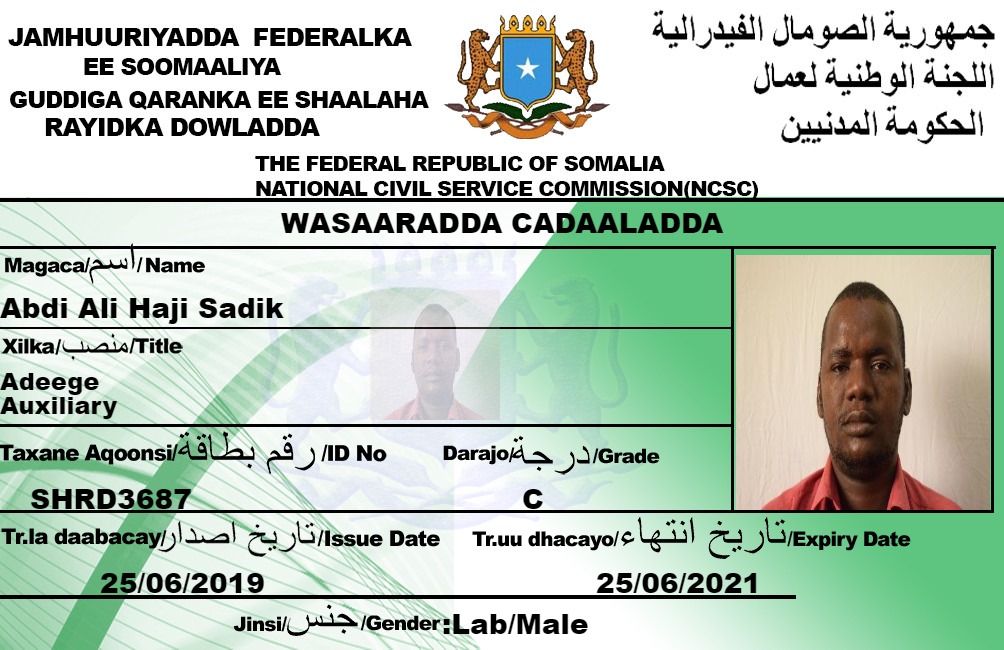 JAMHUURIYADDA FEDERALKA
EE SOOMAALIYA
GUDDIGA QARANKA EE SHAALAHA
RAYIDKA DOWLADDA
جمهورية الصومال الفيدرالية
اللجنة الوطنية لعمال
الحكومة المدنيين
THE FEDERAL REPUBLIC OF SOMALIA
NATIONAL CIVIL SERVICE COMMISSION(NCSC)
WASAARADDA CADAALADDA
Magaca/اسم/Name
Abdi Ali Haji Sadik
Xilka/منصب/Title
Adeege
Auxiliary
Taxane Aqoonsi/رقم بطاقة/ID No
Darajo/درجة/Grade
SHRD3687
C
Tr.la daabacay/تاريخ اصدار/Issue Date
Tr.uu dhacayo/تاريخ انتهاء/Expiry Date
25/06/2019
25/06/2021
Jinsi/جنس/Gender:Lab/Male